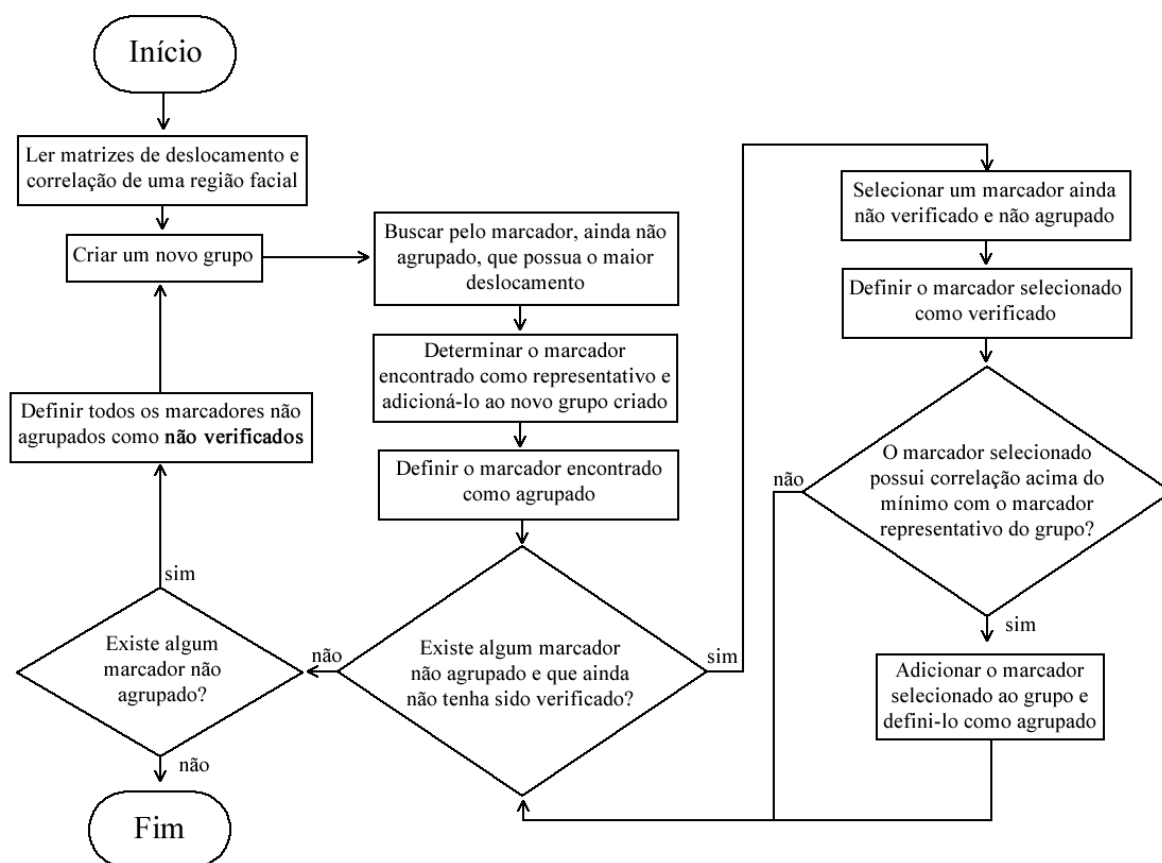 Início
Ler matrizes de deslocamento e
correlação de uma região facial
Criar um novo grupo
Buscar pelo marcador, ainda não
agrupado, que possua o maior
deslocamento
Determinar o marcador
encontrado como representativo e
adicioná-lo ao novo grupo criado
Definir o marcador encontrado
como agrupado
Existe algum marcador
não agrupado e que ainda
não tenha sido verificado?
sim
não
Selecionar um marcador ainda
não verificado e não agrupado
Definir o marcador selecionado
como verificado
O marcador selecionado
possui correlação acima do
mínimo com o marcador
representativo do grupo?
não
sim
Adicionar o marcador
selecionado ao grupo e
defini-lo como agrupado
Existe algum
marcador não
agrupado?
sim
Definir todos os marcadores não
agrupados como não verificados
não
Fim